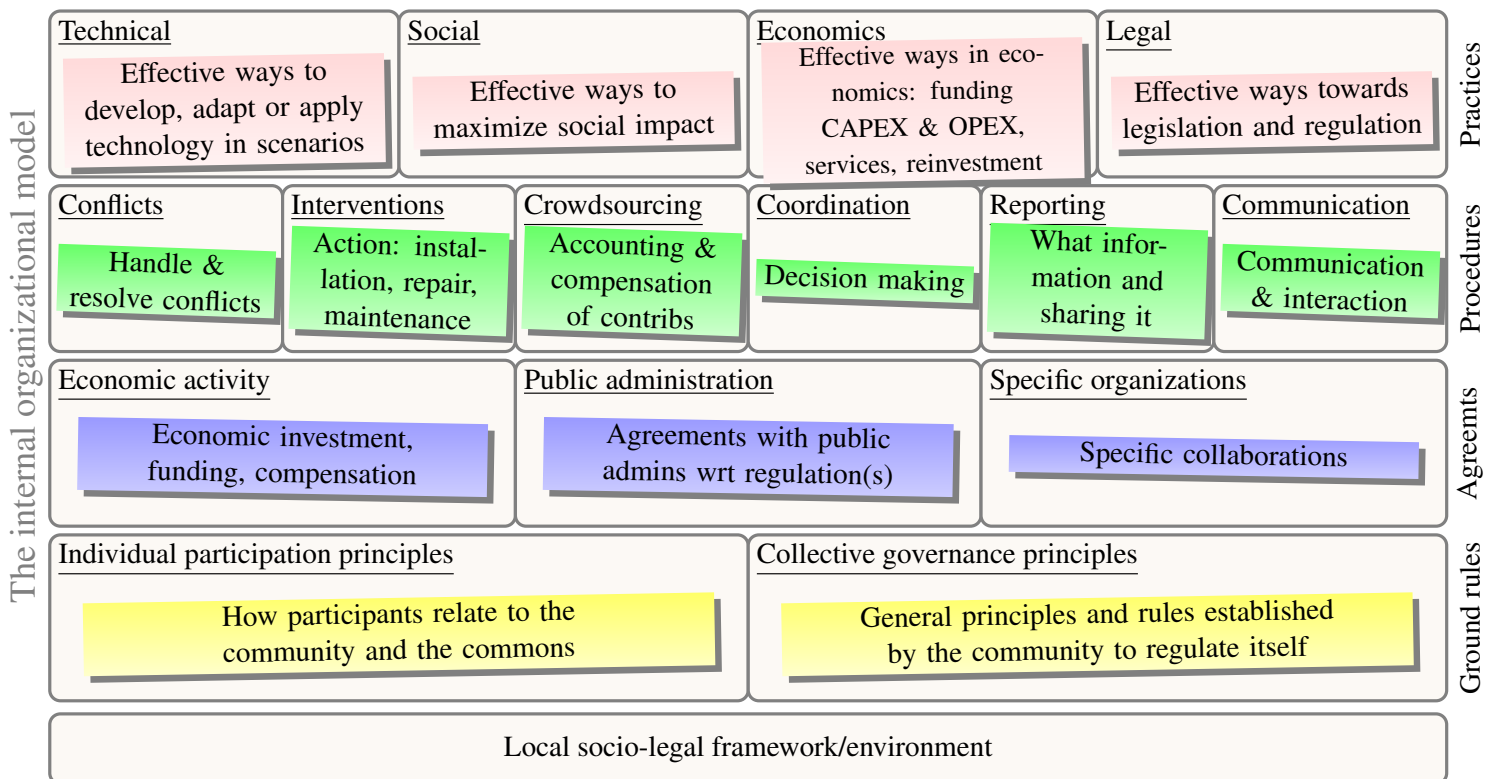 The internal organizational model
Technical
Effective ways to
develop, adapt or apply
technology in scenarios
Social
Effective ways to
maximize social impact
Economics
Effective ways in eco-
nomics: funding
CAPEX & OPEX,
services, reinvestment
Legal
Effective ways towards
legislation and regulation
Practices
Conflicts
Handle &
resolve conflicts
Interventions
Action: instal-
lation, repair,
maintenance
Crowdsourcing
Accounting &
compensation
of contribs
Coordination
Decision making
Reporting
What infor-
mation and
sharing it
Communication
Communication
& interaction
Procedures
Economic activity
Economic investment,
funding, compensation
Public administration
Agreements with public
admins wrt regulation(s)
Specific organizations
Specific collaborations
Agreemts
Individual participation principles
How participants relate to the
community and the commons
Collective governance principles
General principles and rules established
by the community to regulate itself
Ground rules
Local socio-legal framework/environment